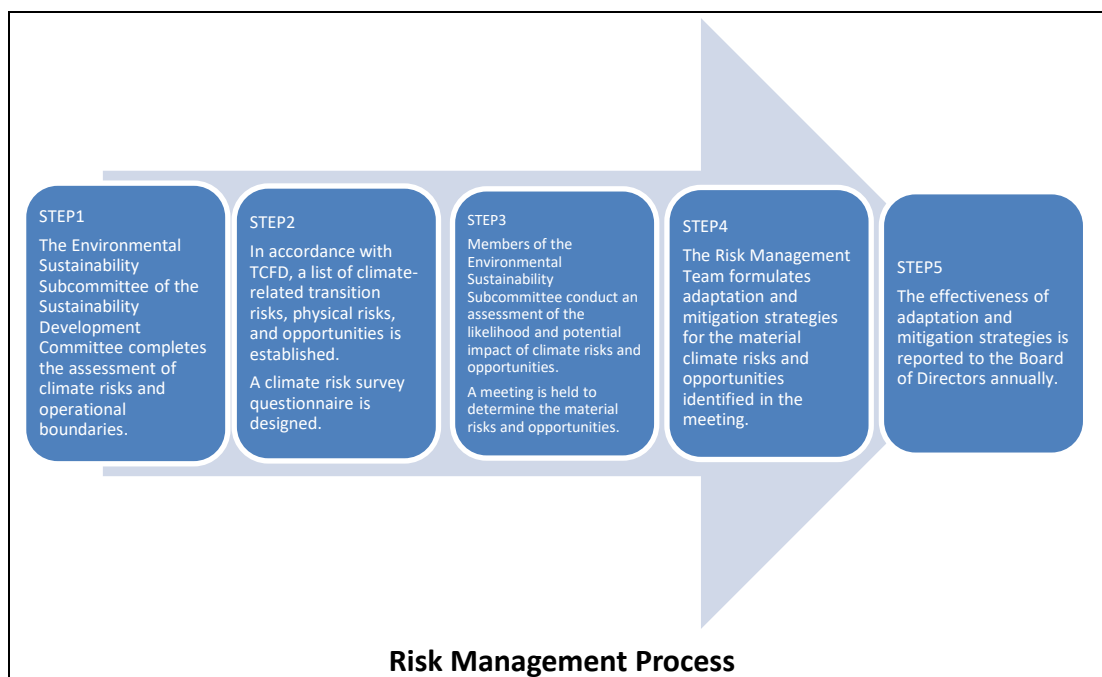 STEP1
The Environmental
Sustainability
Subcommittee of the
Sustainability
Development
Committee completes
the assessment of
climate risks and
operational
boundaries.
STEP2
In accordance with
TCFD, a list of climate-
related transition
risks, physical risks,
and opportunities is
established.
A climate risk survey
questionnaire is
designed.
STEP3
Members of the
Environmental
Sustainability
Subcommittee conduct an
assessment of the
likelihood and potential
impact of climate risks and
opportunities.
A meeting is held to
determine the material
risks and opportunities.
STEP4
The Risk Management
Team formulates
adaptation and
mitigation strategies
for the material
climate risks and
opportunities
identified in the
meeting.
STEP5
The effectiveness of
adaptation and
mitigation strategies is
reported to the Board
of Directors annually.
Risk Management Process